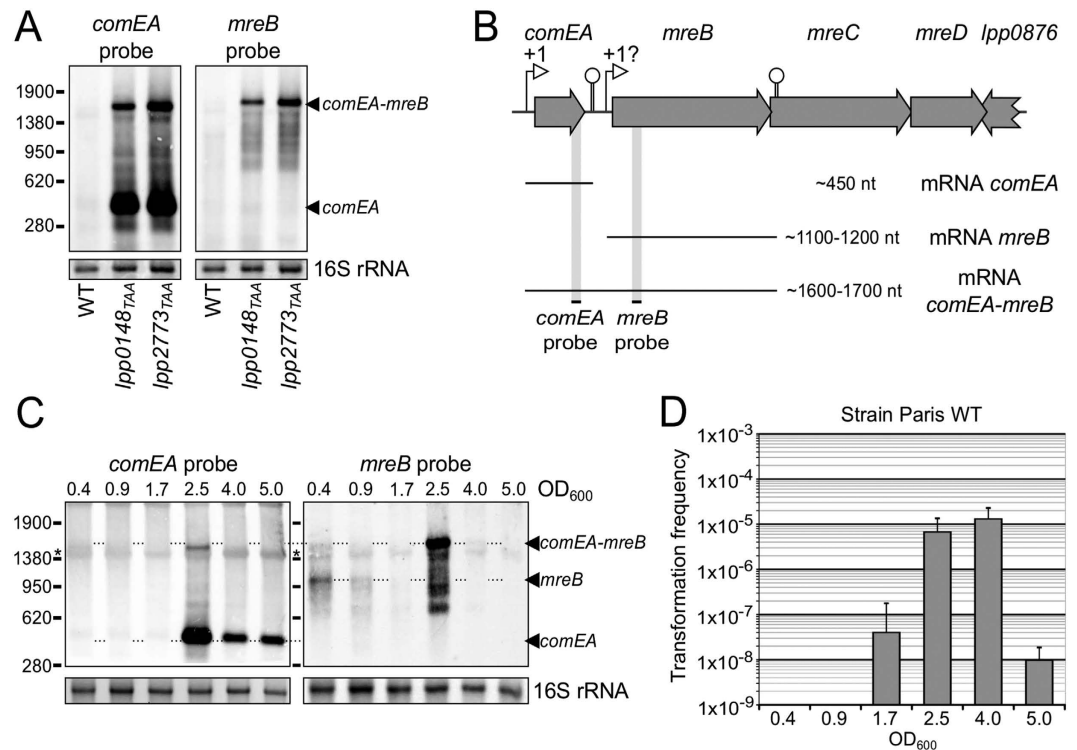 A
comEA probe
mreB probe
1900
1380
950
620
280
comEA-mreB
comEA
16S rRNA
WT
lpp0148TAA
lpp2773TAA
WT
lpp0148TAA
lpp2773TAA
B
comEA mreB mreC mreD lpp0876
+1 +1?
~450 nt mRNA comEA
~1100-1200 nt mRNA mreB
~1600-1700 nt mRNA comEA-mreB
comEA probe
mreB probe
C
comEA probe
mreB probe
0.4 0.9 1.7 2.5 4.0 5.0
0.4 0.9 1.7 2.5 4.0 5.0
OD600
1900
*1380
950
620
280
*
comEA-mreB
mreB
comEA
16S rRNA
D
Strain Paris WT
Transformation frequency
1x10-3
1x10-4
1x10-5
1x10-6
1x10-7
1x10-8
1x10-9
0.4 0.9 1.7 2.5 4.0 5.0
OD600